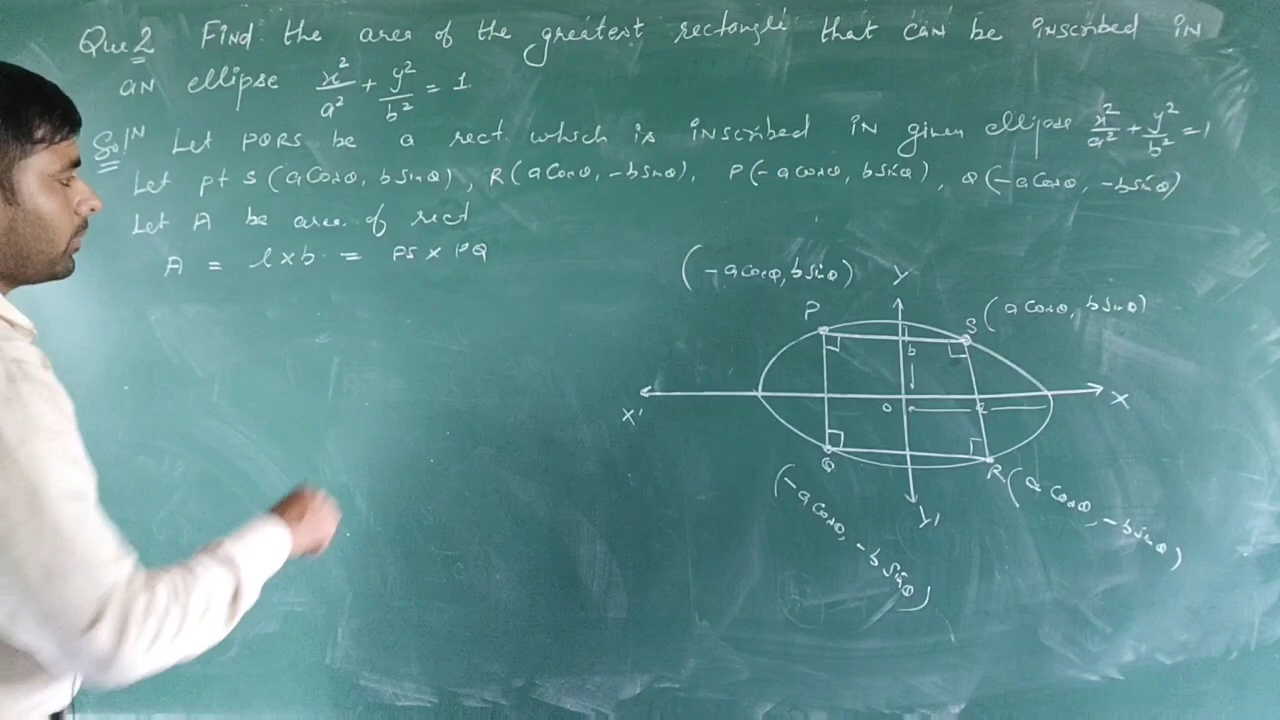 Que 2 Find the area of the greatest rectangle that can be inscribed in
an ellipse x²/a² + y²/b² = 1.
Solⁿ Let PQRS be a rect. which is inscribed in given ellipse x²/a² + y²/b² = 1
Let pt S (a Cosθ, b Sinθ), R (a Cosθ, -b Sinθ), P(-a Cosθ, b Sinθ), Q (-a Cosθ, -b Sinθ)
Let A be area of rect
A = l × b. = PS × PQ
(-a Cosθ, b Sinθ)
Y
P
S (a Cosθ, b Sinθ)
b
X'
O
a
X
Q
R (a Cosθ, -b Sinθ)
(-a Cosθ, -b Sinθ)
Y'